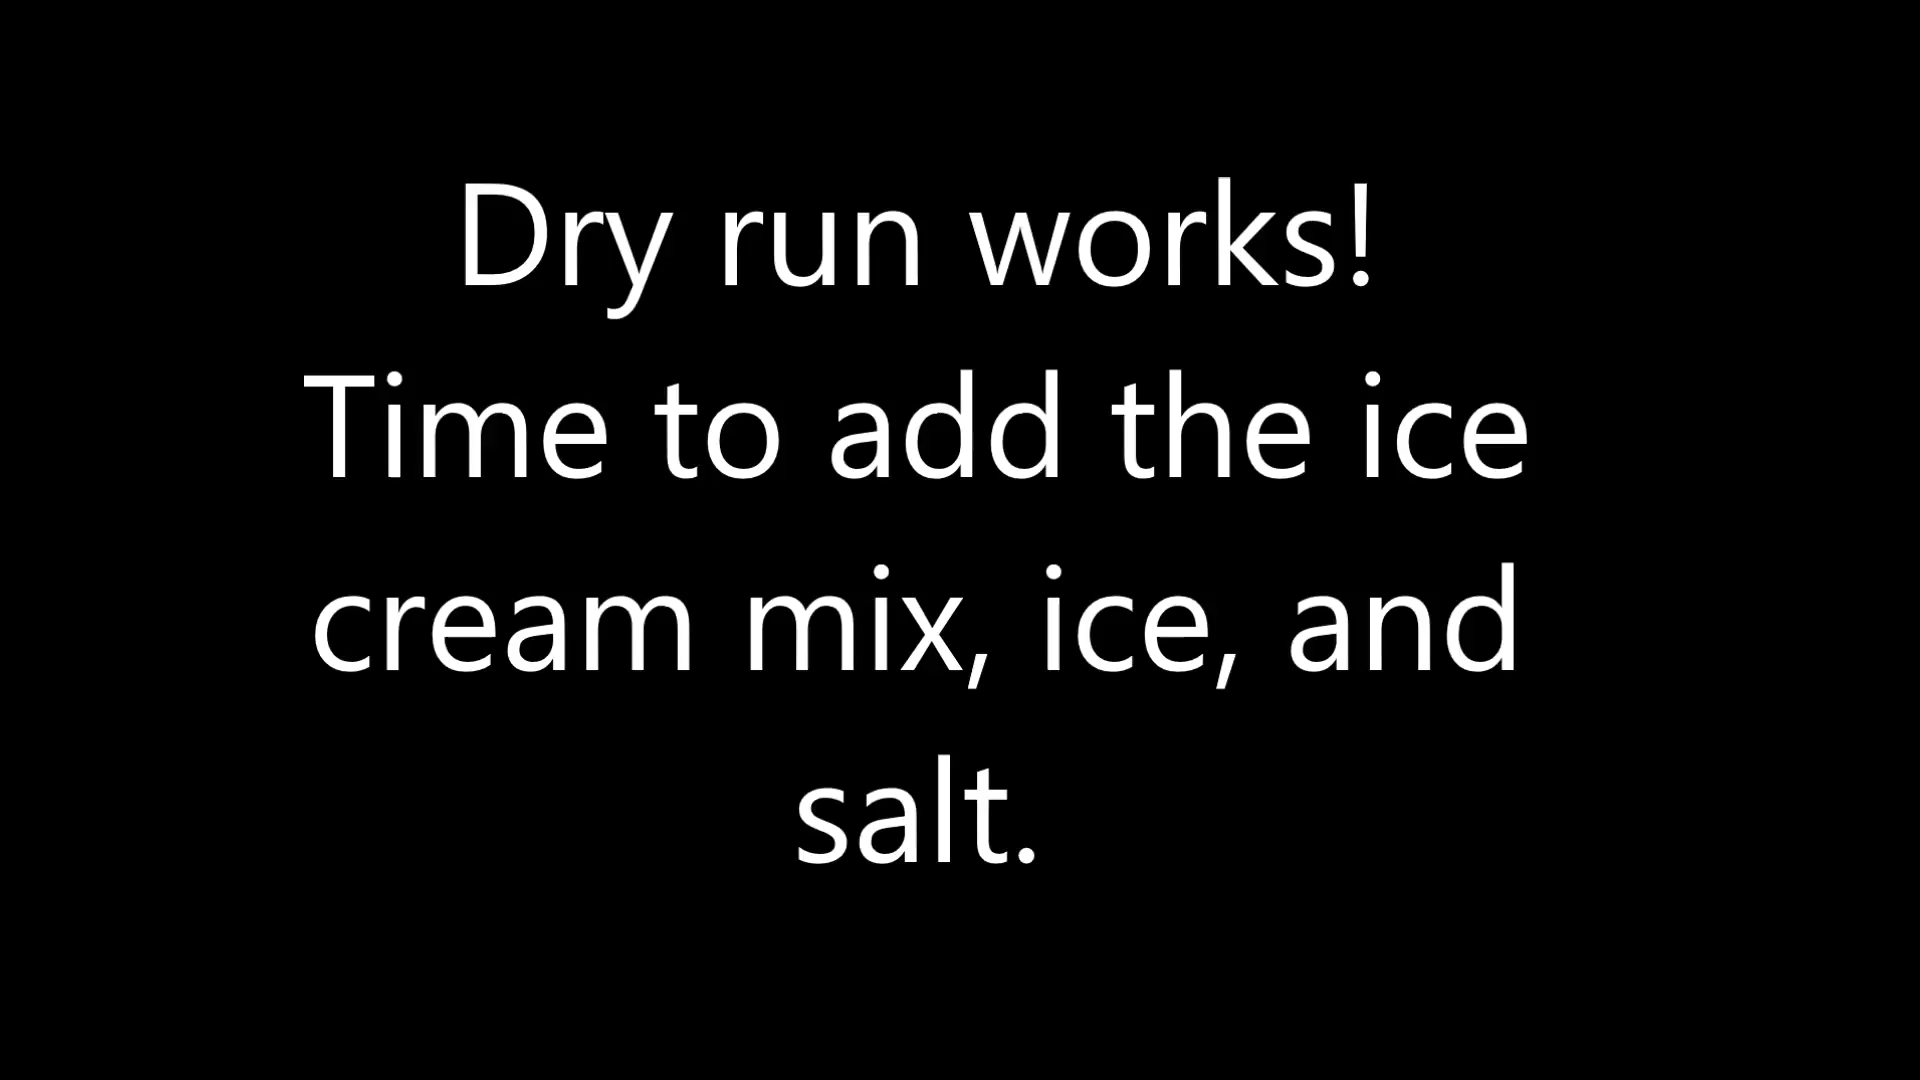 Dry run works!
Time to add the ice
cream mix, ice, and
salt.